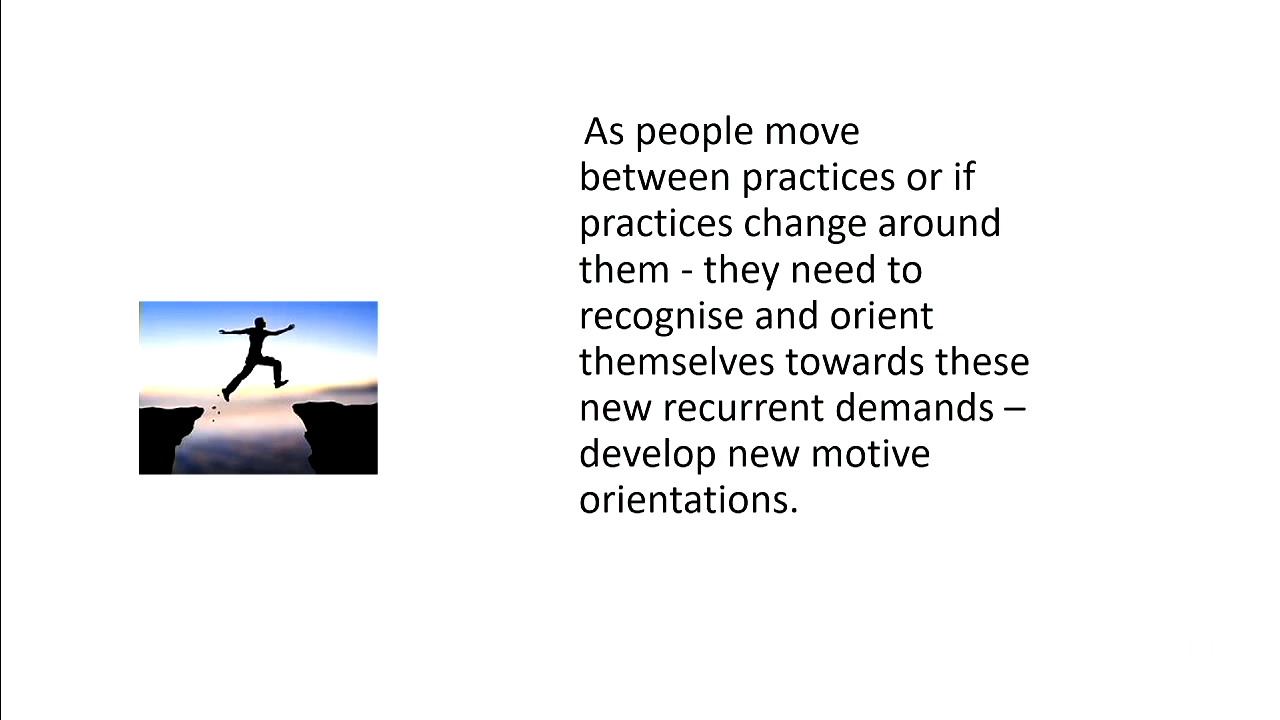 As people move
between practices or if
practices change around
them - they need to
recognise and orient
themselves towards these
new recurrent demands –
develop new motive
orientations.